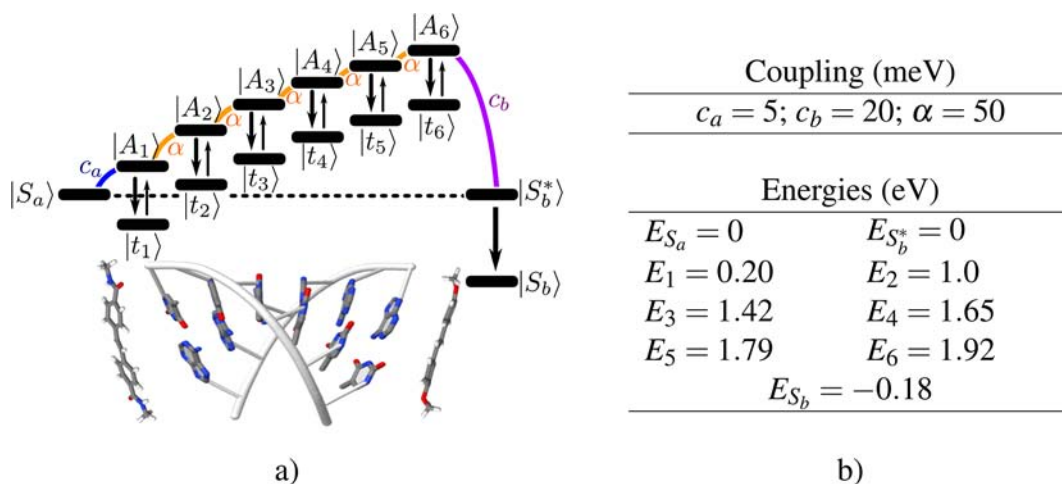 |A₆⟩
|A₅⟩
|A₄⟩
|A₃⟩
|A₂⟩
|A₁⟩
α α α α α
c_a
c_b
|S_a⟩
|S_b*⟩
|t₆⟩
|t₅⟩
|t₄⟩
|t₃⟩
|t₂⟩
|t₁⟩
|S_b⟩
a)
Coupling (meV)
c_a = 5; c_b = 20; α = 50
Energies (eV)
E_{S_a} = 0 E_{S_b*} = 0
E₁ = 0.20 E₂ = 1.0
E₃ = 1.42 E₄ = 1.65
E₅ = 1.79 E₆ = 1.92
E_{S_b} = −0.18
b)